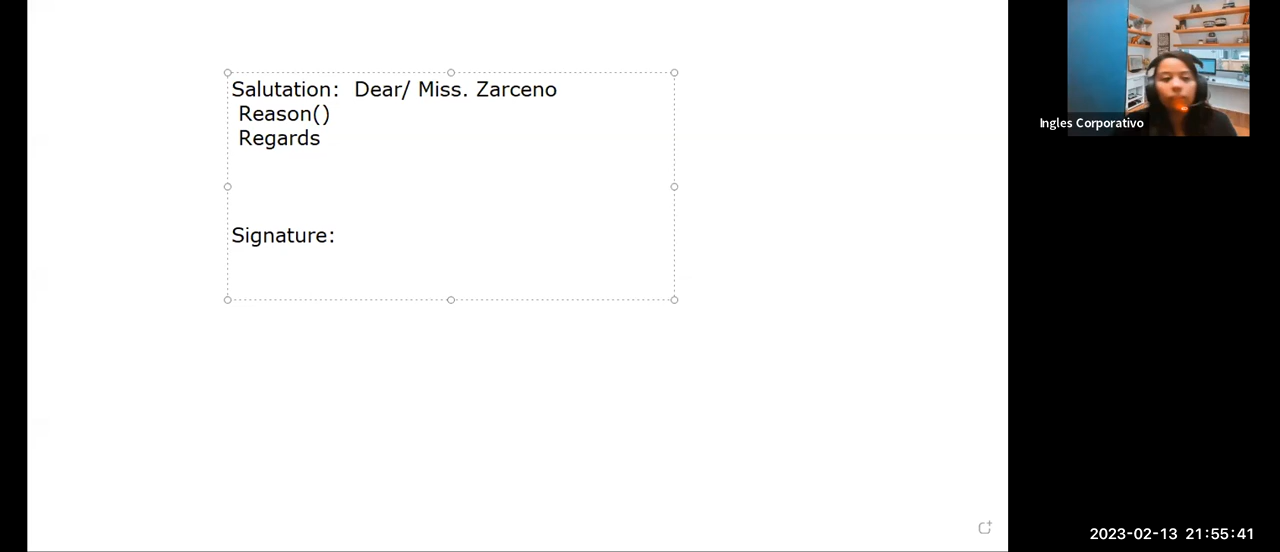 Salutation:  Dear/ Miss. Zarceno
Reason()
Regards
Signature:
Ingles Corporativo
2023-02-13 21:55:41